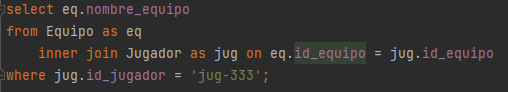 select eq.nombre_equipo
from Equipo as eq
    inner join Jugador as jug on eq.id_equipo = jug.id_equipo
where jug.id_jugador = 'jug-333';